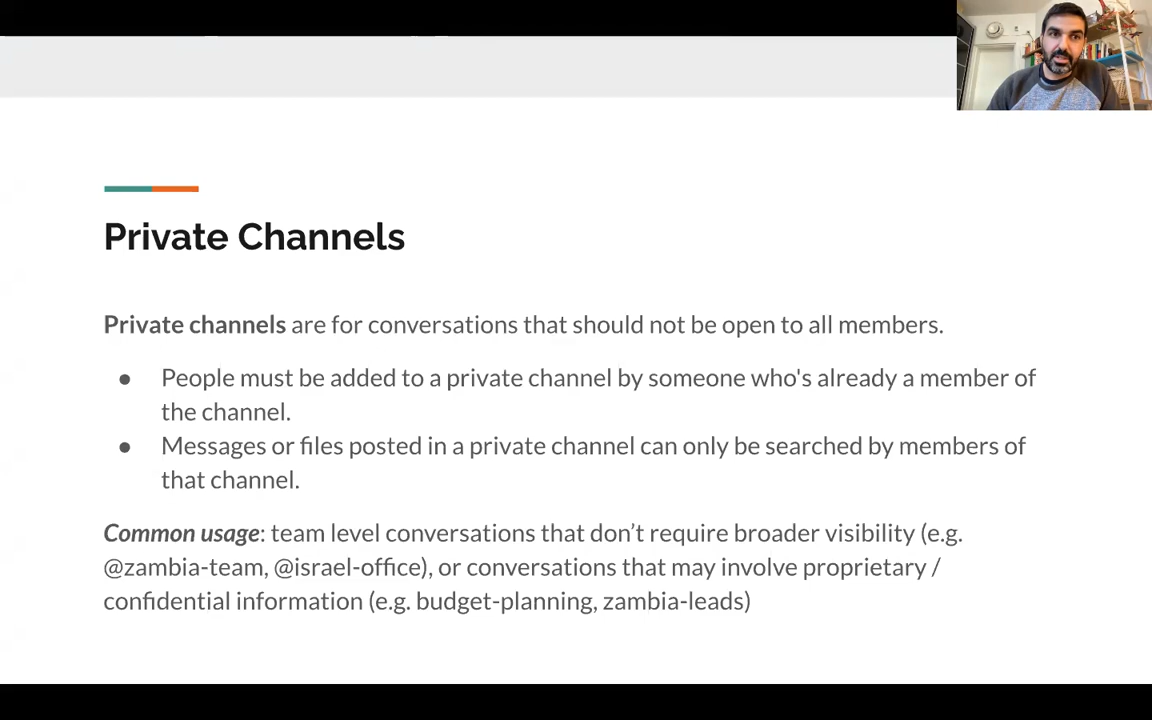 Private Channels
Private channels are for conversations that should not be open to all members.
● People must be added to a private channel by someone who's already a member of
the channel.
● Messages or files posted in a private channel can only be searched by members of
that channel.
Common usage: team level conversations that don’t require broader visibility (e.g.
@zambia-team, @israel-office), or conversations that may involve proprietary /
confidential information (e.g. budget-planning, zambia-leads)